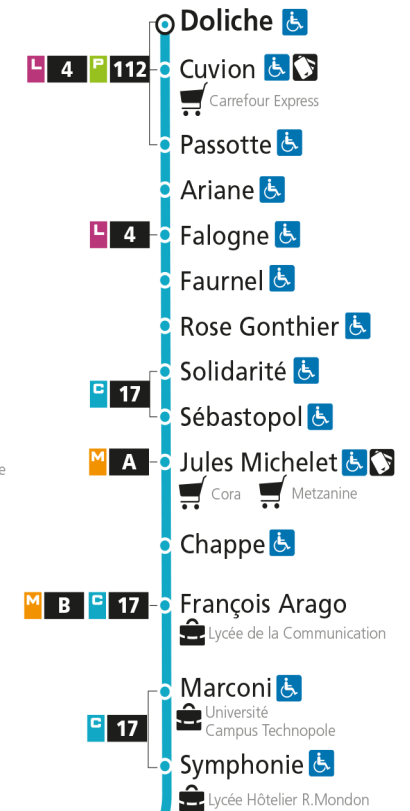 Doliche
L 4 P 112
Cuvion
Carrefour Express
Passotte
Ariane
L 4
Falogne
Faurnel
Rose Gonthier
Solidarité
C 17
Sébastopol
M A
Jules Michelet
Cora Metzanine
e
Chappe
M B C 17
François Arago
Lycée de la Communication
Marconi
Université
Campus Technopole
C 17
Symphonie
Lycée Hôtelier R.Mondon